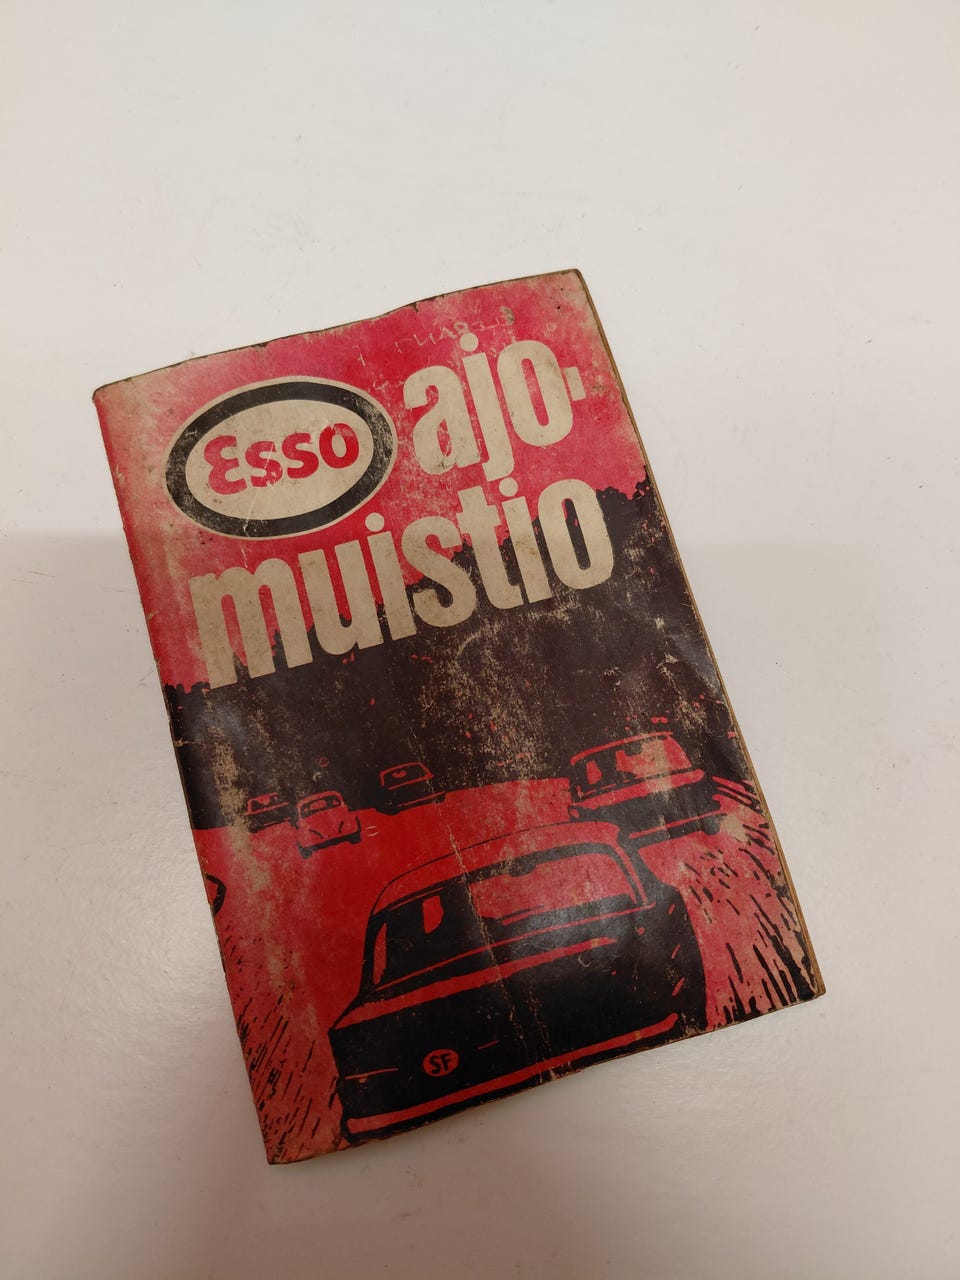 Esso
ajo-
muistio
SF